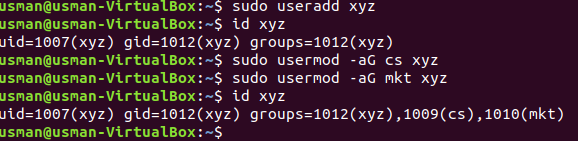 usman@usman-VirtualBox:~$ sudo useradd xyz
usman@usman-VirtualBox:~$ id xyz
uid=1007(xyz) gid=1012(xyz) groups=1012(xyz)
usman@usman-VirtualBox:~$ sudo usermod -aG cs xyz
usman@usman-VirtualBox:~$ sudo usermod -aG mkt xyz
usman@usman-VirtualBox:~$ id xyz
uid=1007(xyz) gid=1012(xyz) groups=1012(xyz),1009(cs),1010(mkt)
usman@usman-VirtualBox:~$